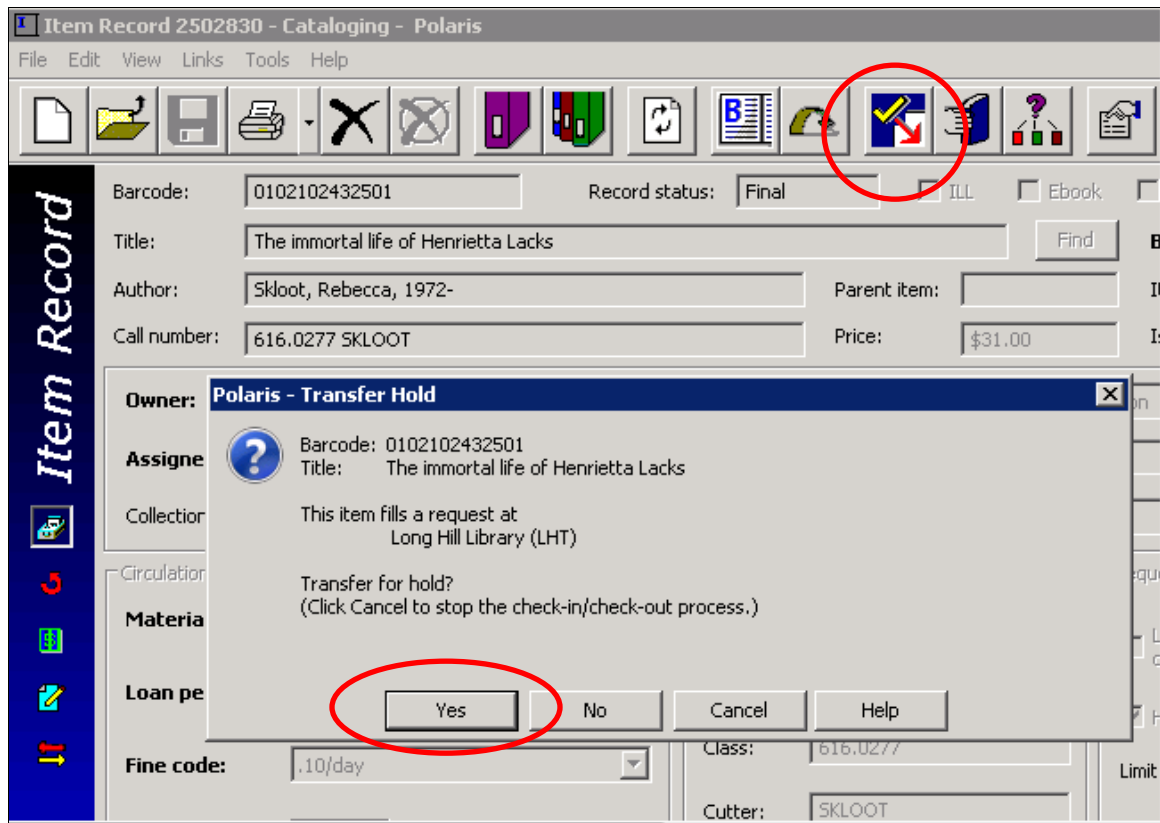 Item Record 2502830 - Cataloging - Polaris
File Edit View Links Tools Help
B
Item Record
Barcode: 0102102432501 Record status: Final ILL Ebook
Title: The immortal life of Henrietta Lacks Find
Author: Skloot, Rebecca, 1972- Parent item:
Call number: 616.0277 SKLOOT Price: $31.00
Owner:
Assigne
Collection
Polaris - Transfer Hold
Barcode: 0102102432501
Title: The immortal life of Henrietta Lacks
This item fills a request at
Long Hill Library (LHT)
Transfer for hold?
(Click Cancel to stop the check-in/check-out process.)
Yes No Cancel Help
Circulation
Materia
Loan pe
Class: 616.0277
Fine code: .10/day Limit
Cutter: SKLOOT